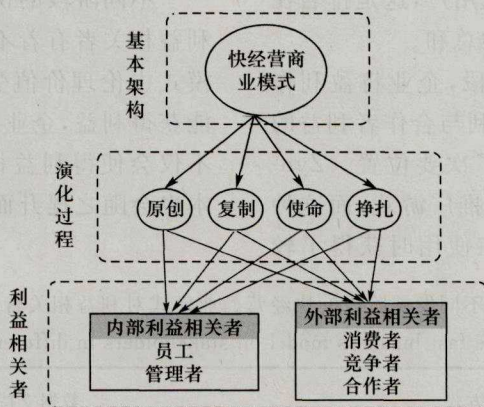 基本架构
快经营商
业模式
演化过程
原创
复制
使命
挣扎
利益相关者
内部利益相关者
员工
管理者
外部利益相关者
消费者
竞争者
合作者